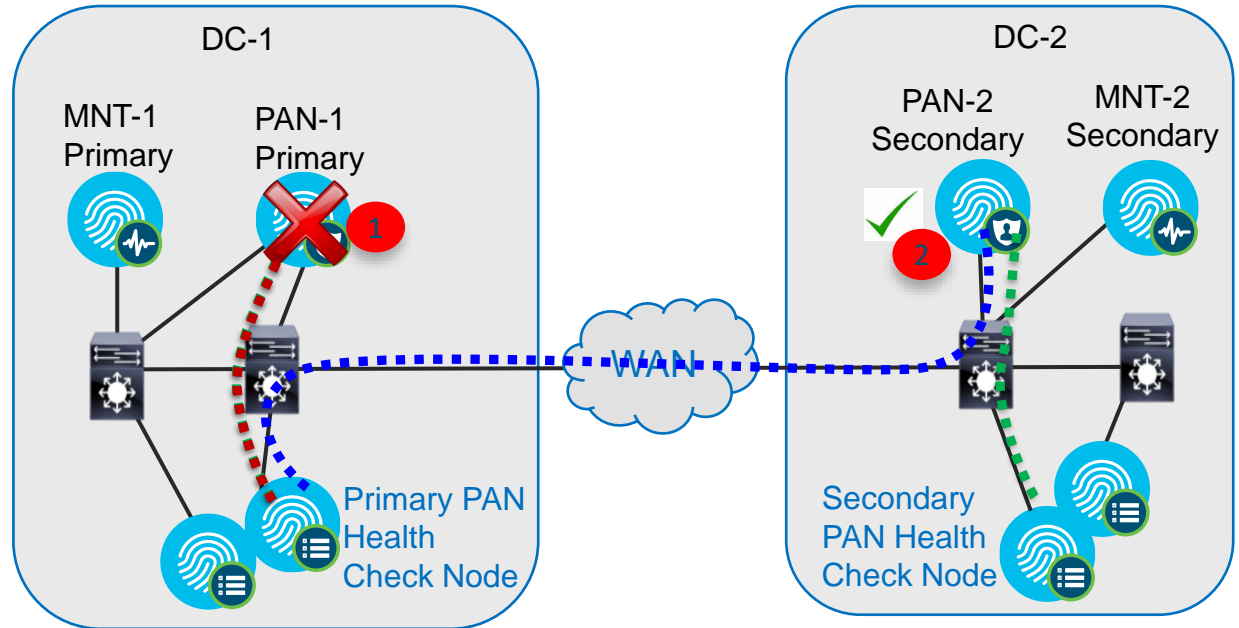 DC-1
MNT-1
Primary
PAN-1
Primary
1
Primary PAN
Health
Check Node
WAN
DC-2
PAN-2
Secondary
MNT-2
Secondary
2
Secondary
PAN Health
Check Node